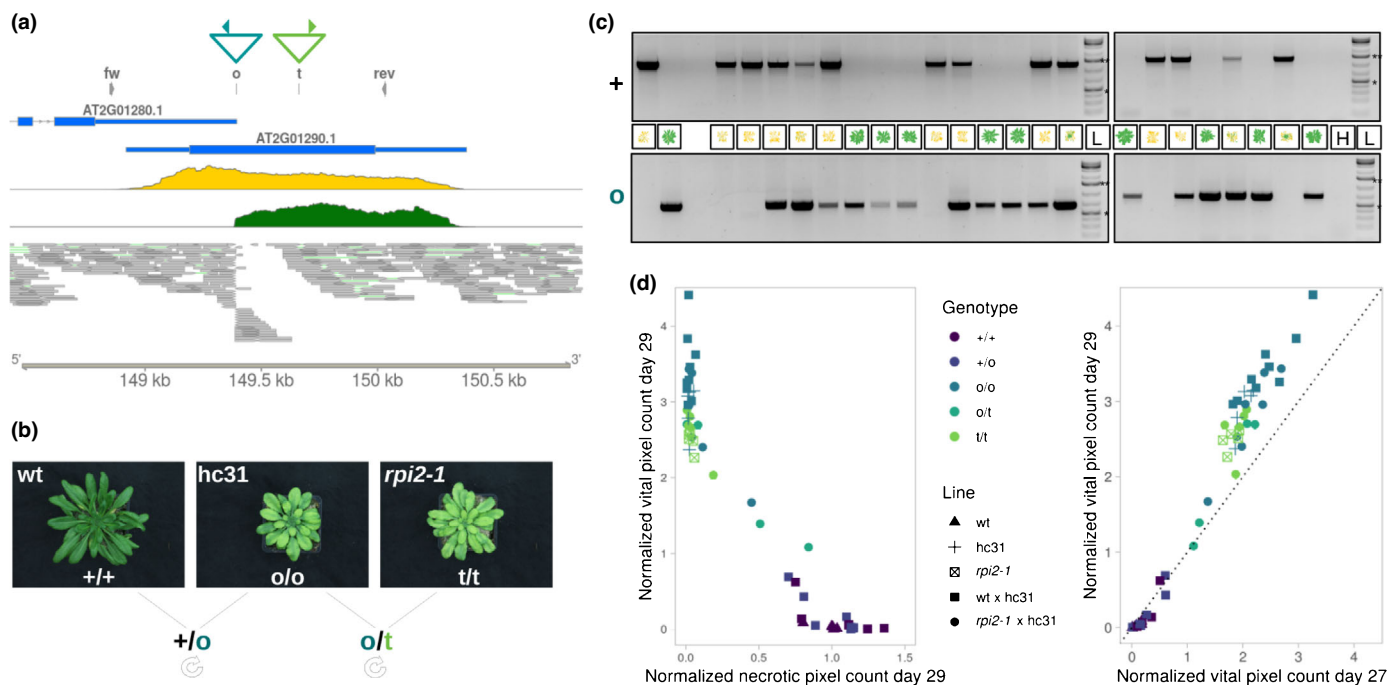 (a)
o
t
fw
rev
AT2G01280.1
AT2G01290.1
5'
3'
149 kb
149.5 kb
150 kb
150.5 kb
(b)
wt
hc31
rpi2-1
+/+
o/o
t/t
+/o
o/t
(c)
+
**
*
**
*
L
H
L
o
**
*
**
*
(d)
Normalized vital pixel count day 29
4
3
2
1
0
0.0
0.5
1.0
1.5
Normalized necrotic pixel count day 29
Genotype
+/+
+/o
o/o
o/t
t/t
Line
wt
hc31
rpi2-1
wt x hc31
rpi2-1 x hc31
Normalized vital pixel count day 29
4
3
2
1
0
0
1
2
3
4
Normalized vital pixel count day 27